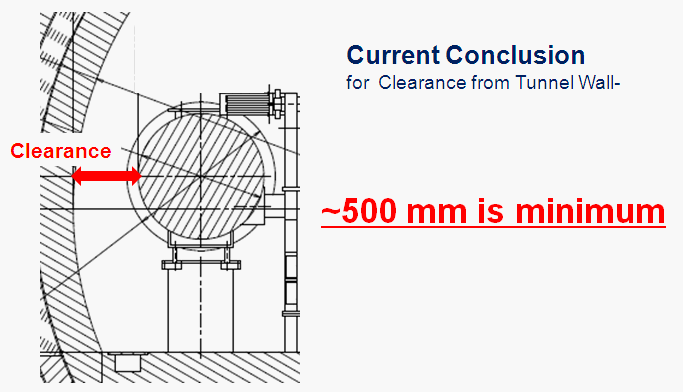 Current Conclusion
for Clearance from Tunnel Wall-
Clearance
~500 mm is minimum